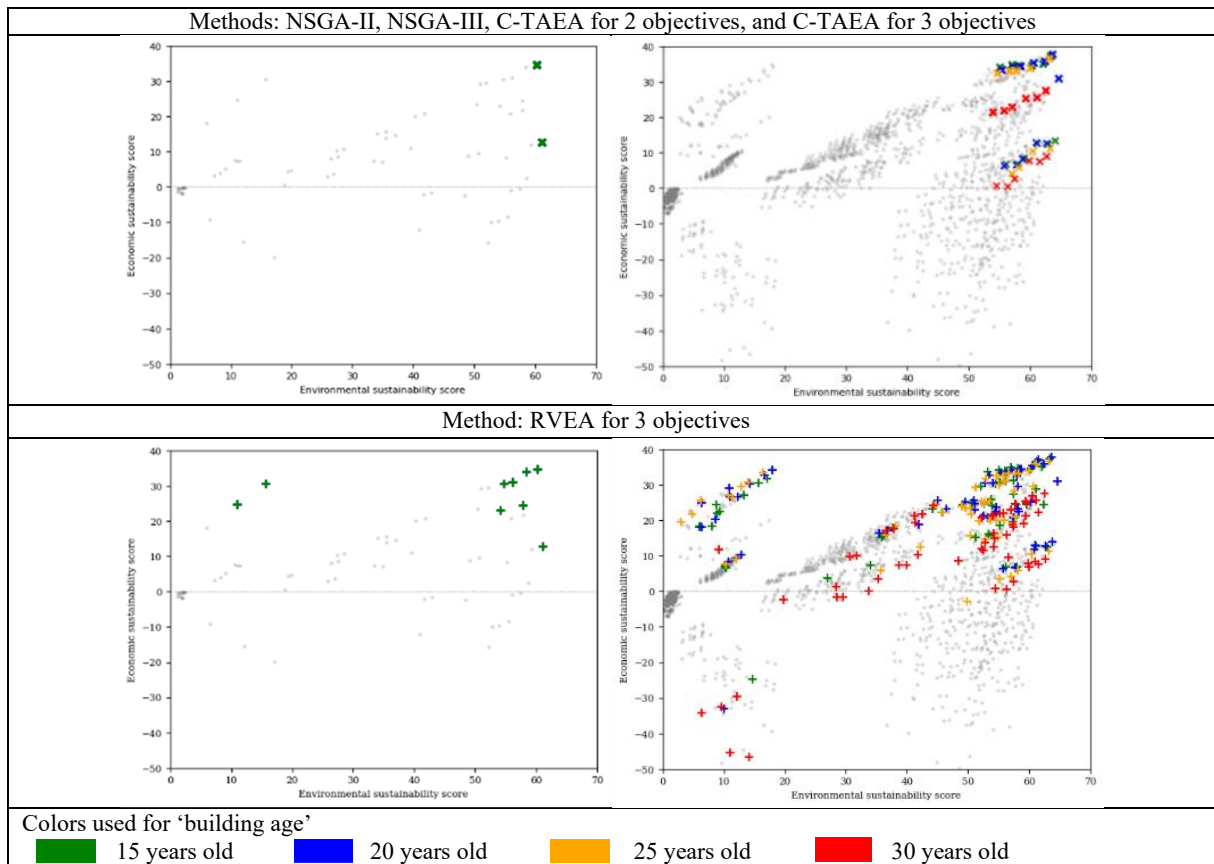 Methods: NSGA-II, NSGA-III, C-TAEA for 2 objectives, and C-TAEA for 3 objectives
40
30
20
10
0
−10
−20
−30
−40
−50
Economic sustainability score
0 10 20 30 40 50 60 70
Environmental sustainability score
40
30
20
10
0
−10
−20
−30
−40
−50
Economic sustainability score
0 10 20 30 40 50 60 70
Environmental sustainability score
Method: RVEA for 3 objectives
40
30
20
10
0
−10
−20
−30
−40
−50
Economic sustainability score
0 10 20 30 40 50 60 70
Environmental sustainability score
40
30
20
10
0
−10
−20
−30
−40
−50
Economic sustainability score
0 10 20 30 40 50 60 70
Environmental sustainability score
Colors used for ‘building age’
15 years old 20 years old 25 years old 30 years old